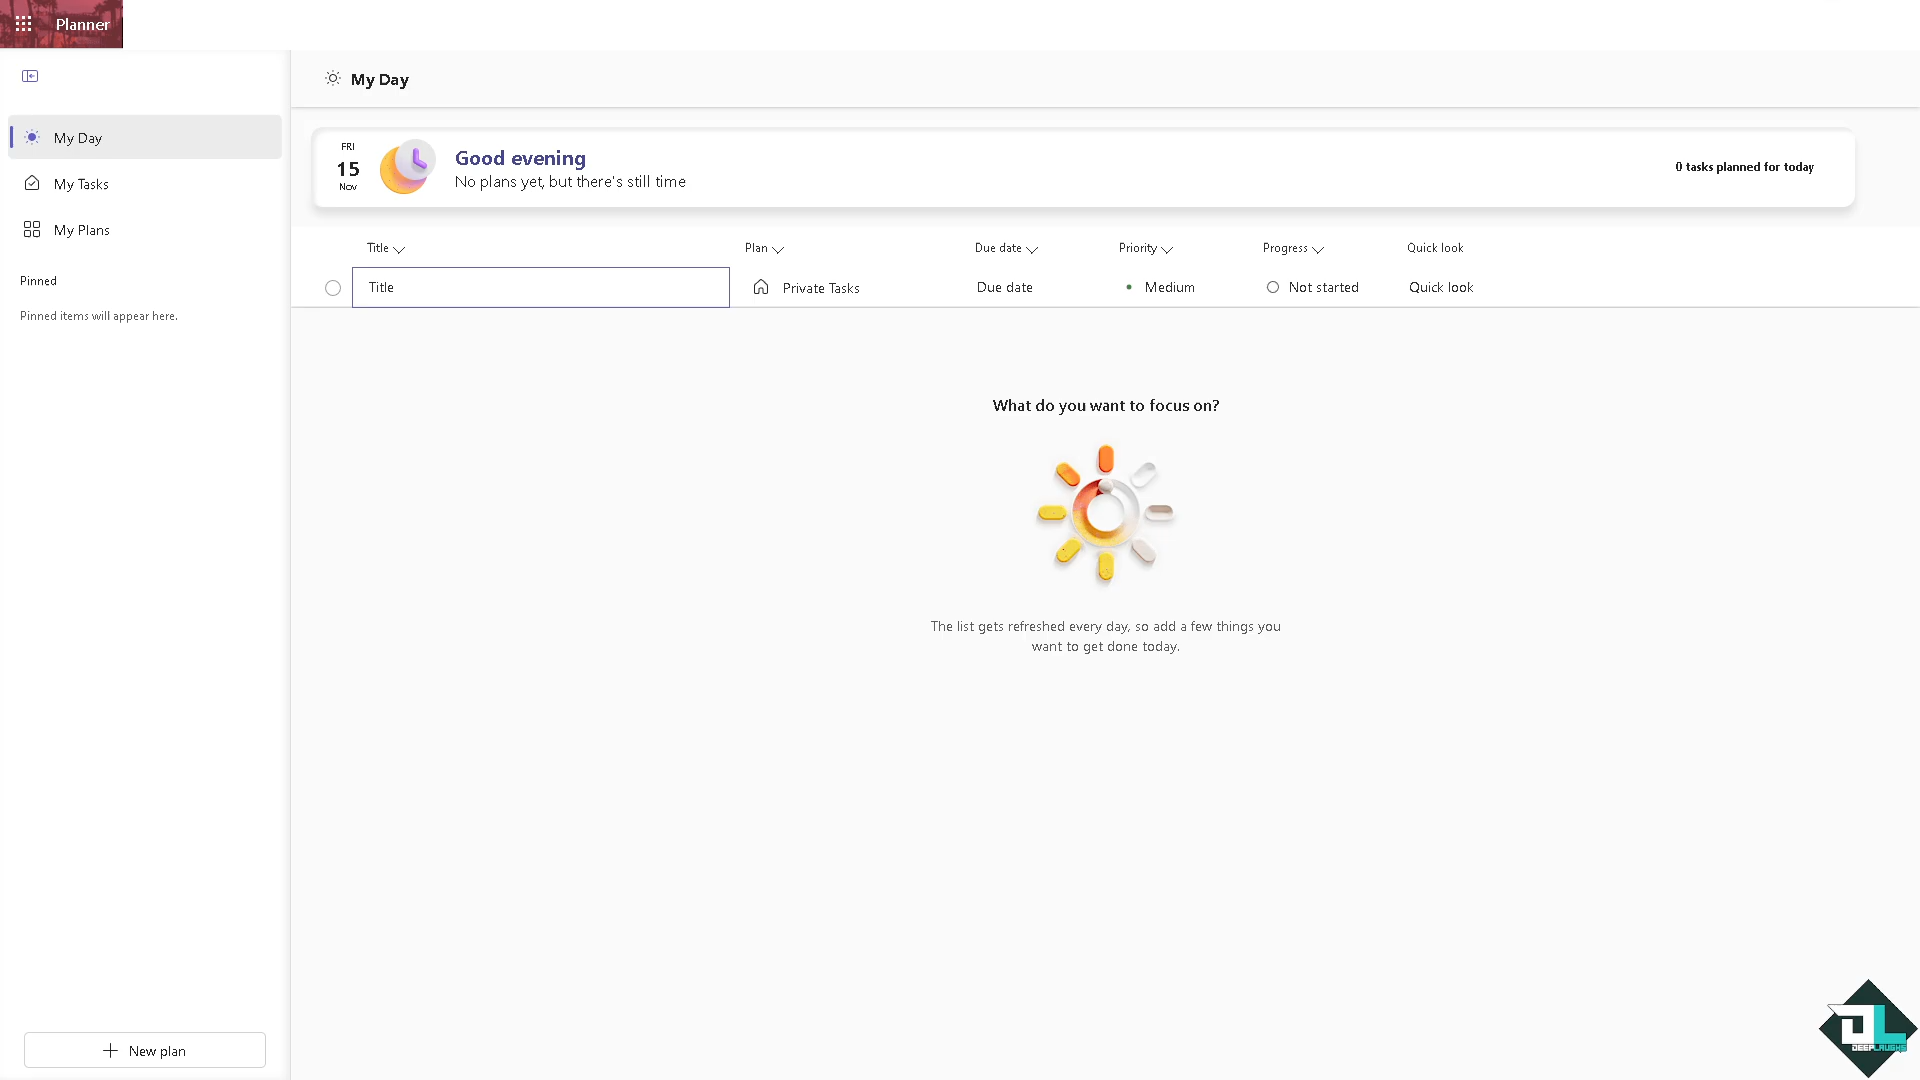 Planner
My Day
My Day
My Tasks
My Plans
Pinned
Pinned items will appear here.
FRI
15
Nov
Good evening
No plans yet, but there's still time
0 tasks planned for today
Title Plan Due date Priority Progress Quick look
Title Private Tasks Due date Medium Not started Quick look
What do you want to focus on?
The list gets refreshed every day, so add a few things you
want to get done today.
New plan
DL
DEEPLAUGHS